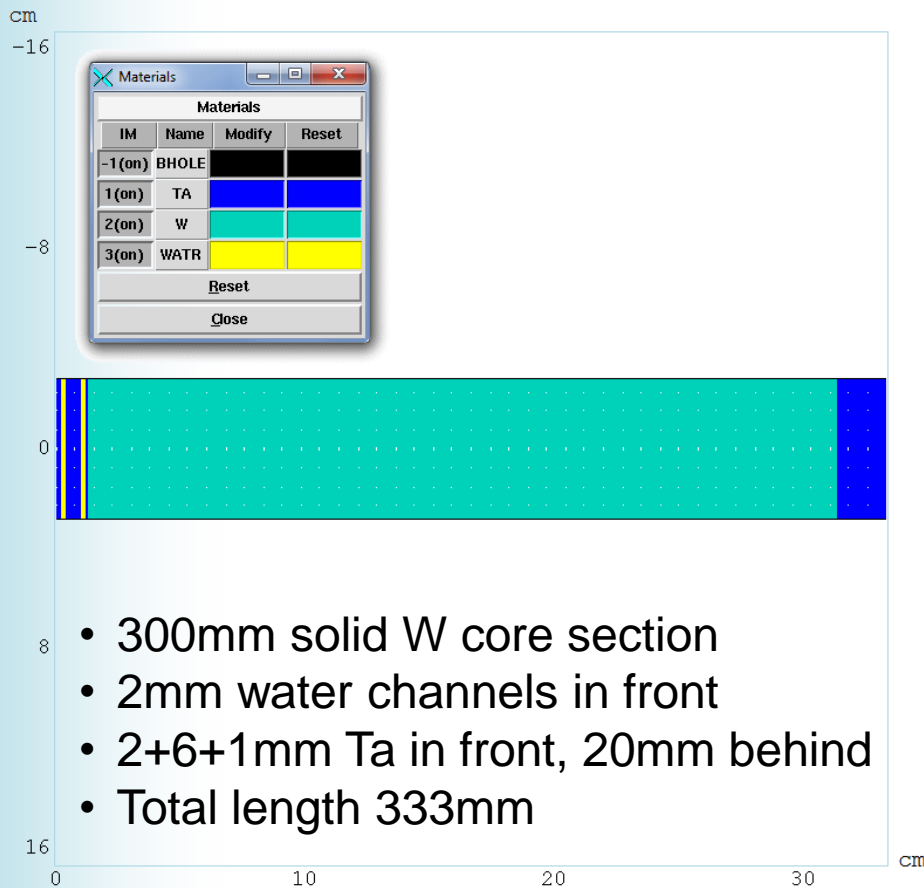 cm
-16
Materials
Materials
IM Name Modify Reset
-1(on) BHOLE
1(on) TA
2(on) W
3(on) WATR
Reset
Close
-8
0
8
• 300mm solid W core section
• 2mm water channels in front
• 2+6+1mm Ta in front, 20mm behind
• Total length 333mm
16
cm
0 10 20 30